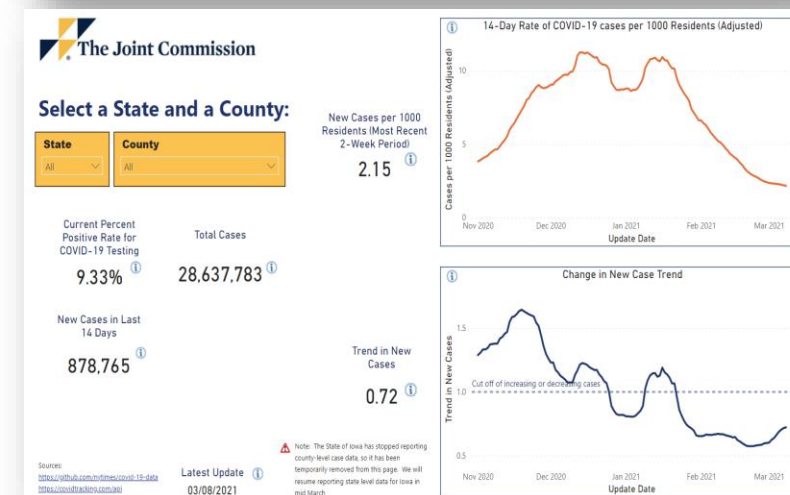 The Joint Commission
Select a State and a County:
State
All
County
All
New Cases per 1000
Residents (Most Recent
2-Week Period)
2.15
Current Percent
Positive Rate for
COVID-19 Testing
9.33%
Total Cases
28,637,783
New Cases in Last
14 Days
878,765
Trend in New
Cases
0.72
Sources:
https://github.com/nytimes/covid-19-data
https://covidtracking.com/api
Latest Update
03/08/2021
Note: The State of Iowa has stopped reporting
county-level case data, so it has been
temporarily removed from this page. We will
resume reporting state level data for Iowa in
mid March.
14-Day Rate of COVID-19 cases per 1000 Residents (Adjusted)
Cases per 1000 Residents (Adjusted)
10
5
0
Nov 2020 Dec 2020 Jan 2021 Feb 2021 Mar 2021
Update Date
Change in New Case Trend
Trend in New Cases
1.5
1.0
0.5
Cut off of increasing or decreasing cases
Nov 2020 Dec 2020 Jan 2021 Feb 2021 Mar 2021
Update Date